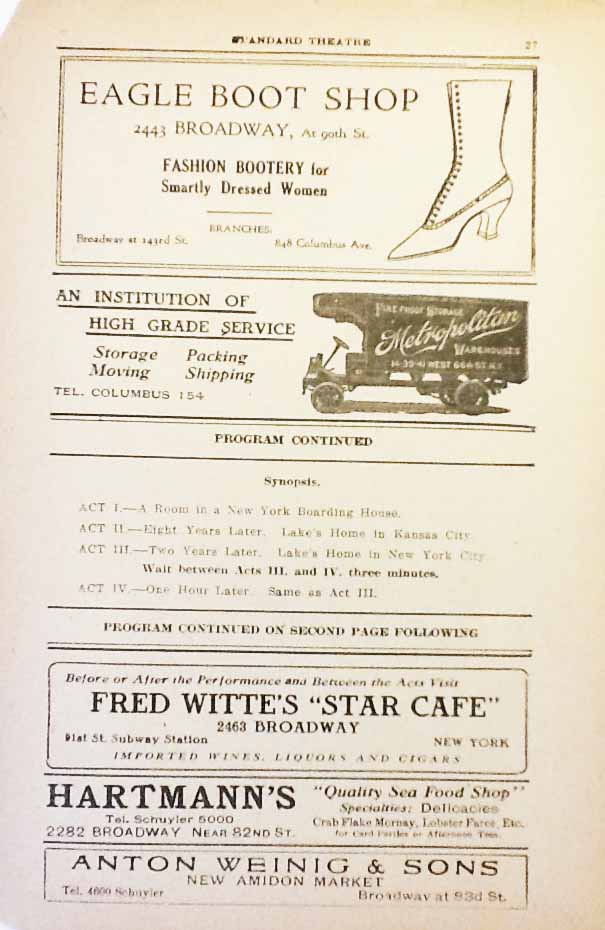 STANDARD THEATRE 27
EAGLE BOOT SHOP
2443 BROADWAY, At 90th St.
FASHION BOOTERY for
Smartly Dressed Women
BRANCHES.
Broadway at 143rd St. 848 Columbus Ave.
AN INSTITUTION OF
HIGH GRADE SERVICE
Storage Packing
Moving Shipping
TEL. COLUMBUS 154
FIRE PROOF STORAGE
Metropolitan
WAREHOUSES
WEST 66th ST. N.Y.
PROGRAM CONTINUED
Synopsis.
ACT I.—A Room in a New York Boarding House.
ACT II.—Eight Years Later. Lake's Home in Kansas City.
ACT III.—Two Years Later. Lake's Home in New York City.
Wait between Acts III. and IV. three minutes.
ACT IV.—One Hour Later. Same as Act III.
PROGRAM CONTINUED ON SECOND PAGE FOLLOWING
Before or After the Performance and Between the Acts Visit
FRED WITTE'S "STAR CAFE"
2463 BROADWAY
91st St. Subway Station NEW YORK
IMPORTED WINES, LIQUORS AND CIGARS
HARTMANN'S
Tel. Schuyler 5000
2282 BROADWAY NEAR 82ND ST.
"Quality Sea Food Shop"
Specialties: Delicacies
Crab Flake Mornay, Lobster Farce, Etc.
for Card Parties or Afternoon Teas.
ANTON WEINIG & SONS
NEW AMIDON MARKET
Tel. 4600 Schuyler Broadway at 83d St.